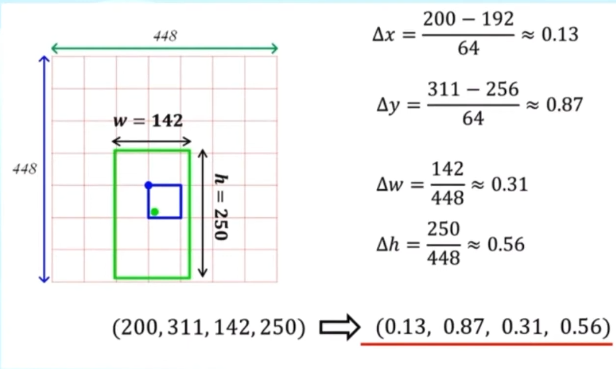 448
448
w = 142
h = 250
Δx = (200 − 192)/64 ≈ 0.13
Δy = (311 − 256)/64 ≈ 0.87
Δw = 142/448 ≈ 0.31
Δh = 250/448 ≈ 0.56
(200, 311, 142, 250) ⇨ (0.13, 0.87, 0.31, 0.56)